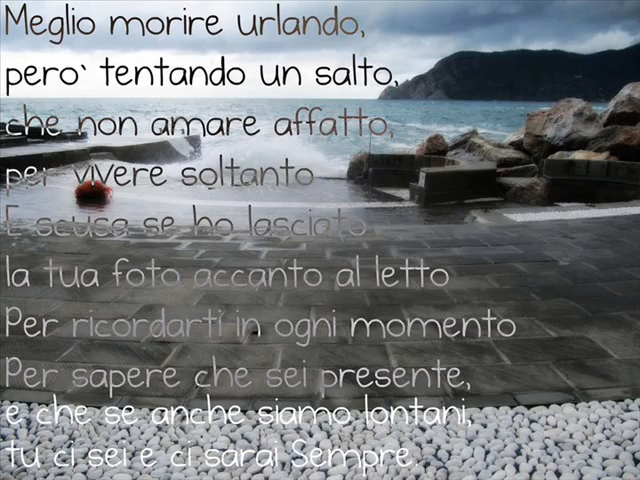 Meglio morire urlando,
pero` tentando un salto,
che non amare affatto,
per vivere soltanto
E scusa se ho lasciato
la tua foto accanto al letto
Per ricordarti in ogni momento
Per sapere che sei presente,
e che se anche siamo lontani,
tu ci sei e ci sarai Sempre.